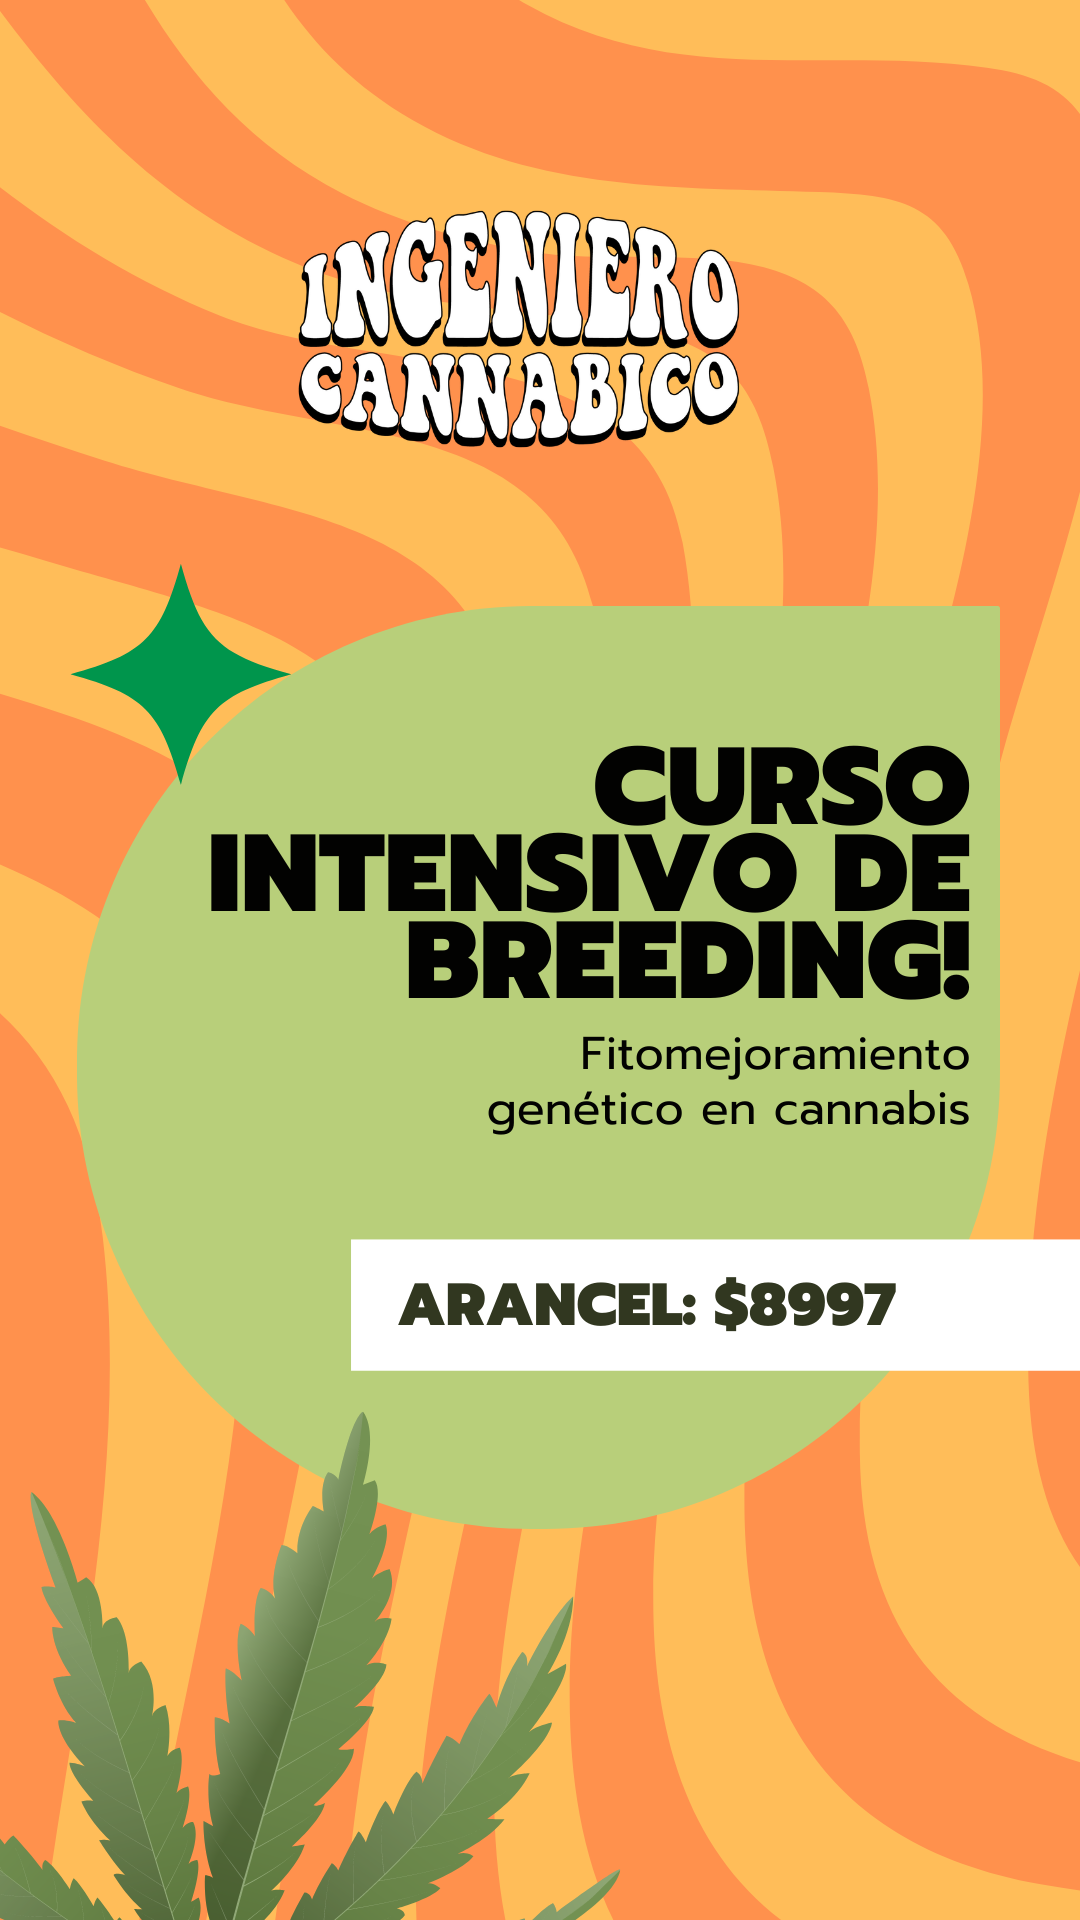 INGENIERO
CANNABICO
CURSO
INTENSIVO DE
BREEDING!
Fitomejoramiento
genético en cannabis
ARANCEL: $8997